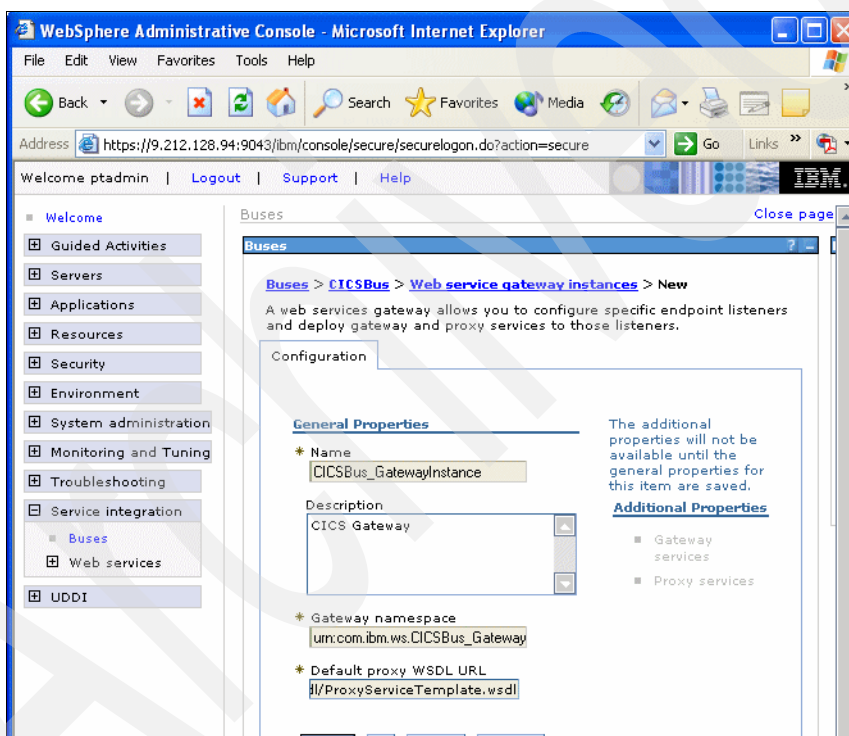 WebSphere Administrative Console - Microsoft Internet Explorer
File Edit View Favorites Tools Help
Back Search Favorites Media
Address https://9.212.128.94:9043/ibm/console/secure/securelogon.do?action=secure Go Links »
Welcome ptadmin | Logout | Support | Help IBM.
Welcome
Guided Activities
Servers
Applications
Resources
Security
Environment
System administration
Monitoring and Tuning
Troubleshooting
Service integration
Buses
Web services
UDDI
Buses Close page
Buses ? –
Buses > CICSBus > Web service gateway instances > New
A web services gateway allows you to configure specific endpoint listeners
and deploy gateway and proxy services to those listeners.
Configuration
General Properties
* Name
CICSBus_GatewayInstance
Description
CICS Gateway
* Gateway namespace
urn:com.ibm.ws.CICSBus_Gateway
* Default proxy WSDL URL
dl/ProxyServiceTemplate.wsdl
The additional
properties will not be
available until the
general properties for
this item are saved.
Additional Properties
Gateway
services
Proxy services